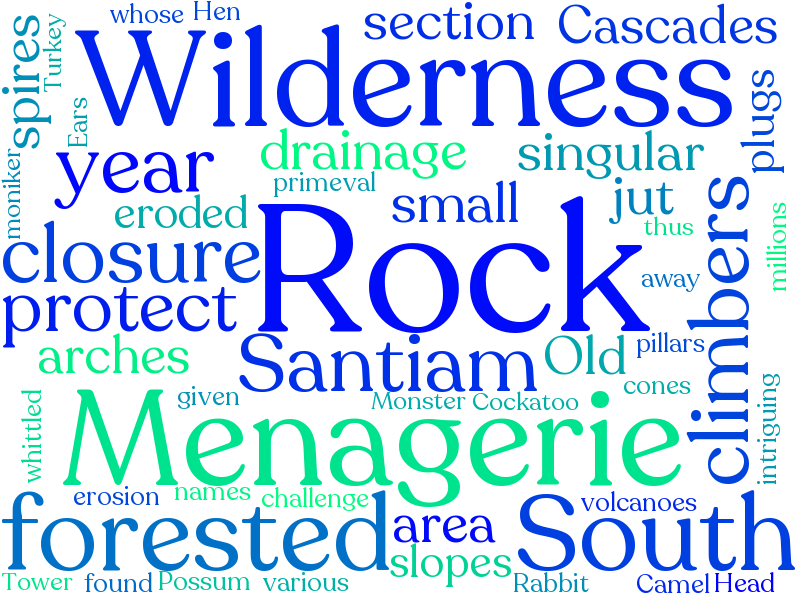 whose Hen
section Cascades
Wilderness
spires
Turkey
Ears
plugs
year
drainage
singular
primeval
moniker
eroded
small
jut
thus
millions
closure
Rock
climbers
away
protect
arches
Santiam
Old pillars
cones
given
Monster Cockatoo
whittled
Menagerie
intriguing
erosion names challenge
volcanoes
forested
area
South
slopes
Tower found Possum various
Rabbit Camel Head